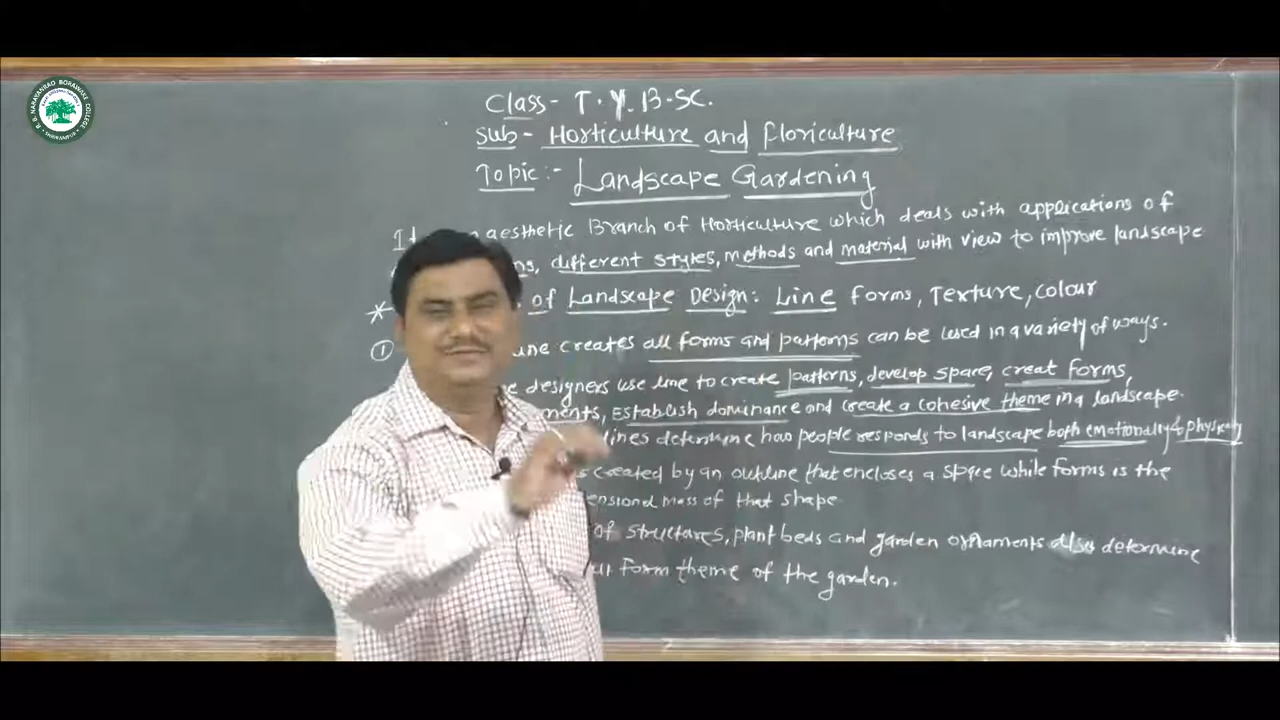 R. B. NARAYANRAO BORAWAKE COLLEGE
SHRIRAMPUR
Class- T.Y. B.SC.
Sub- Horticulture and Floriculture
Topic:- Landscape Gardening
aesthetic Branch of Horticulture which deals with applications of
different styles, methods and material with view to improve landscape
* of Landscape Design: Line forms, Texture, colour
① Line creates all forms and patterns can be used in a variety of ways.
designers use line to create patterns, develop space, creat forms,
establish dominance and create a cohesive theme in a landscape.
lines determine how people responds to landscape both emotionally & physically
created by an outline that encloses a space while forms is the
mass of that shape
of structures, plant beds and garden ornaments also determine
form theme of the garden.